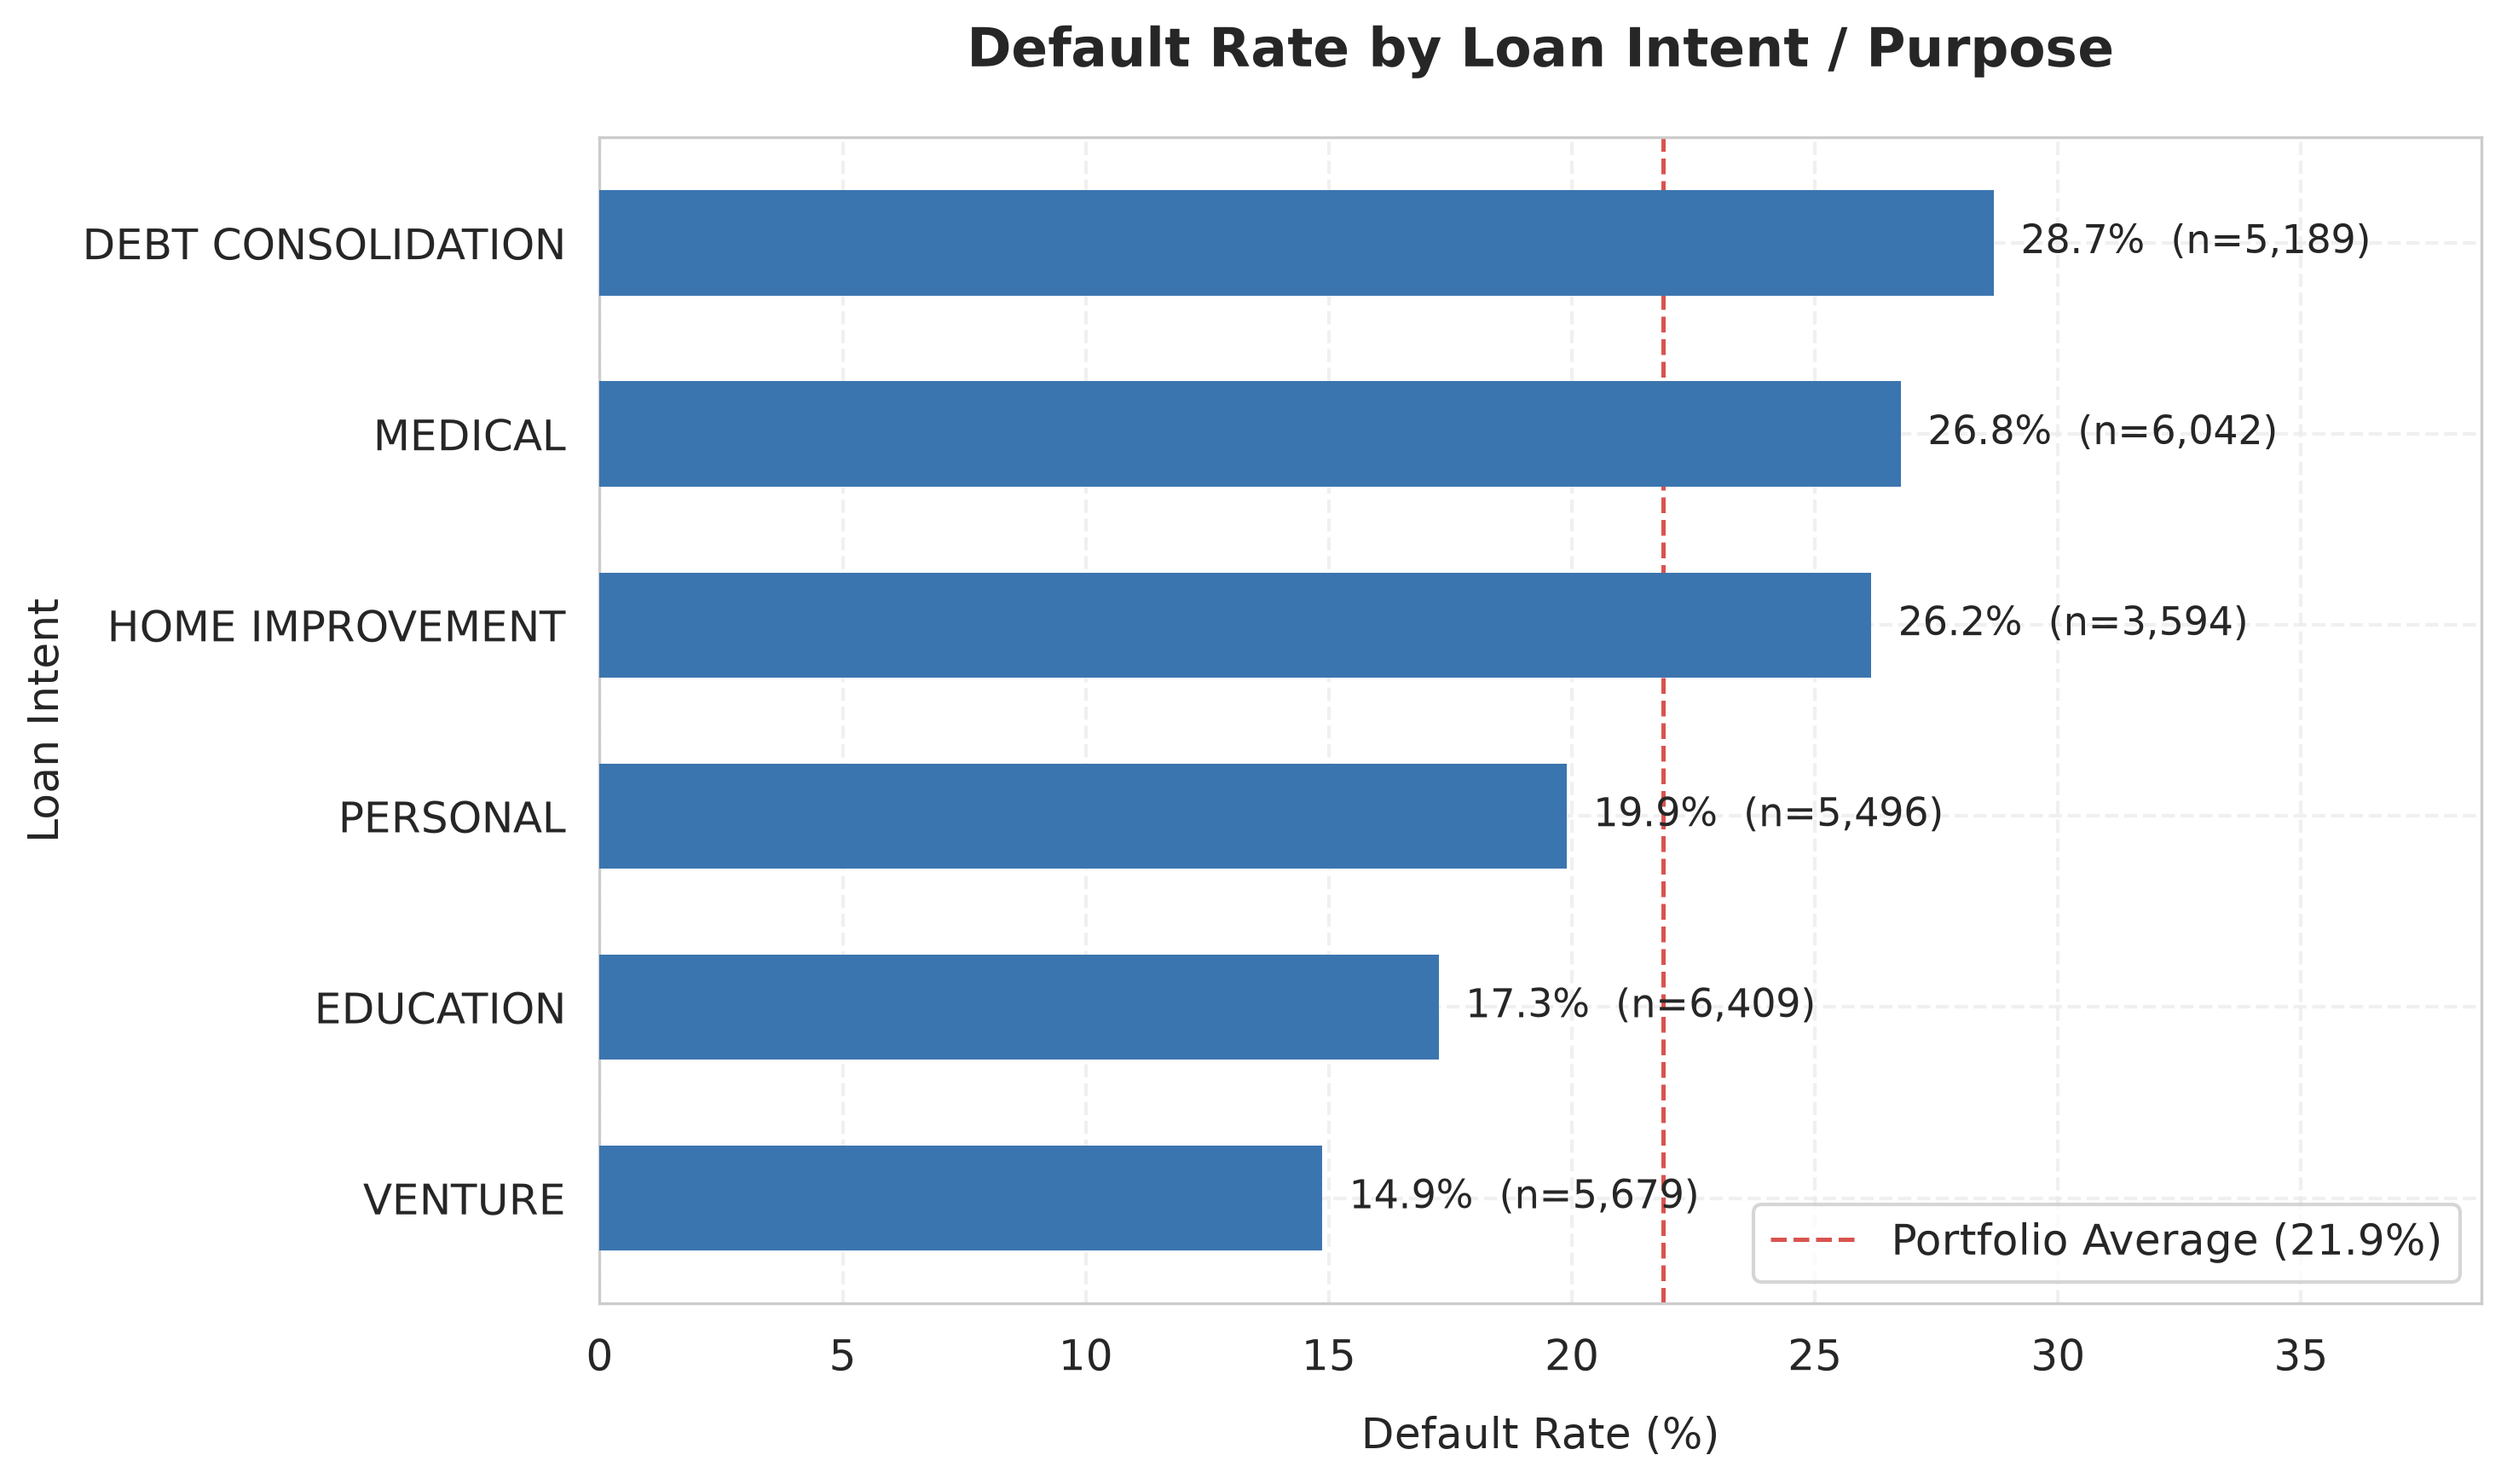 Default Rate by Loan Intent / Purpose
Loan Intent
DEBT CONSOLIDATION
28.7% (n=5,189)
MEDICAL
26.8% (n=6,042)
HOME IMPROVEMENT
26.2% (n=3,594)
PERSONAL
19.9% (n=5,496)
EDUCATION
17.3% (n=6,409)
VENTURE
14.9% (n=5,679)
Portfolio Average (21.9%)
0 5 10 15 20 25 30 35
Default Rate (%)